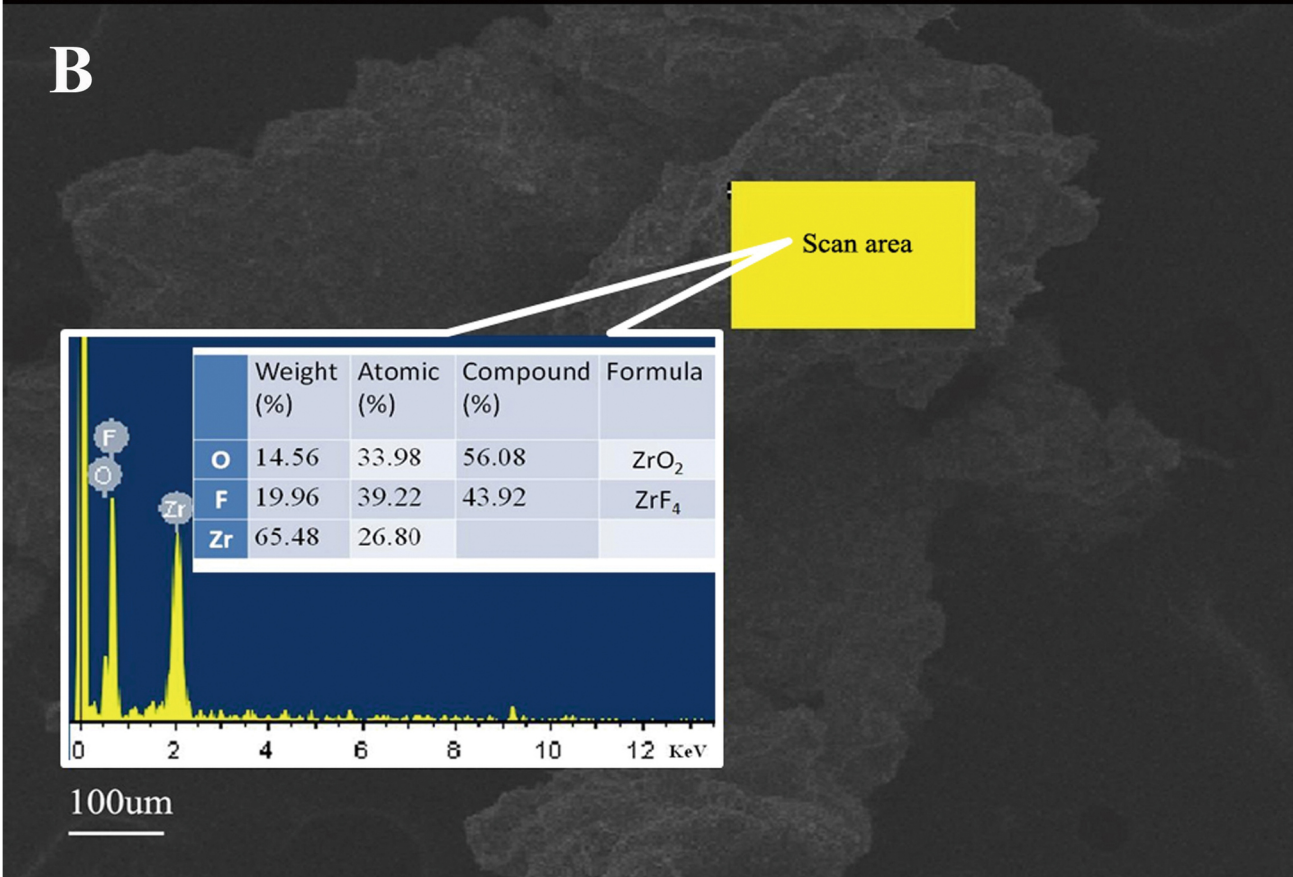 B
Scan area
Weight Atomic Compound Formula
(%) (%) (%)
O 14.56 33.98 56.08 ZrO₂
F 19.96 39.22 43.92 ZrF₄
Zr 65.48 26.80
F
O
Zr
0 2 4 6 8 10 12 KeV
100um